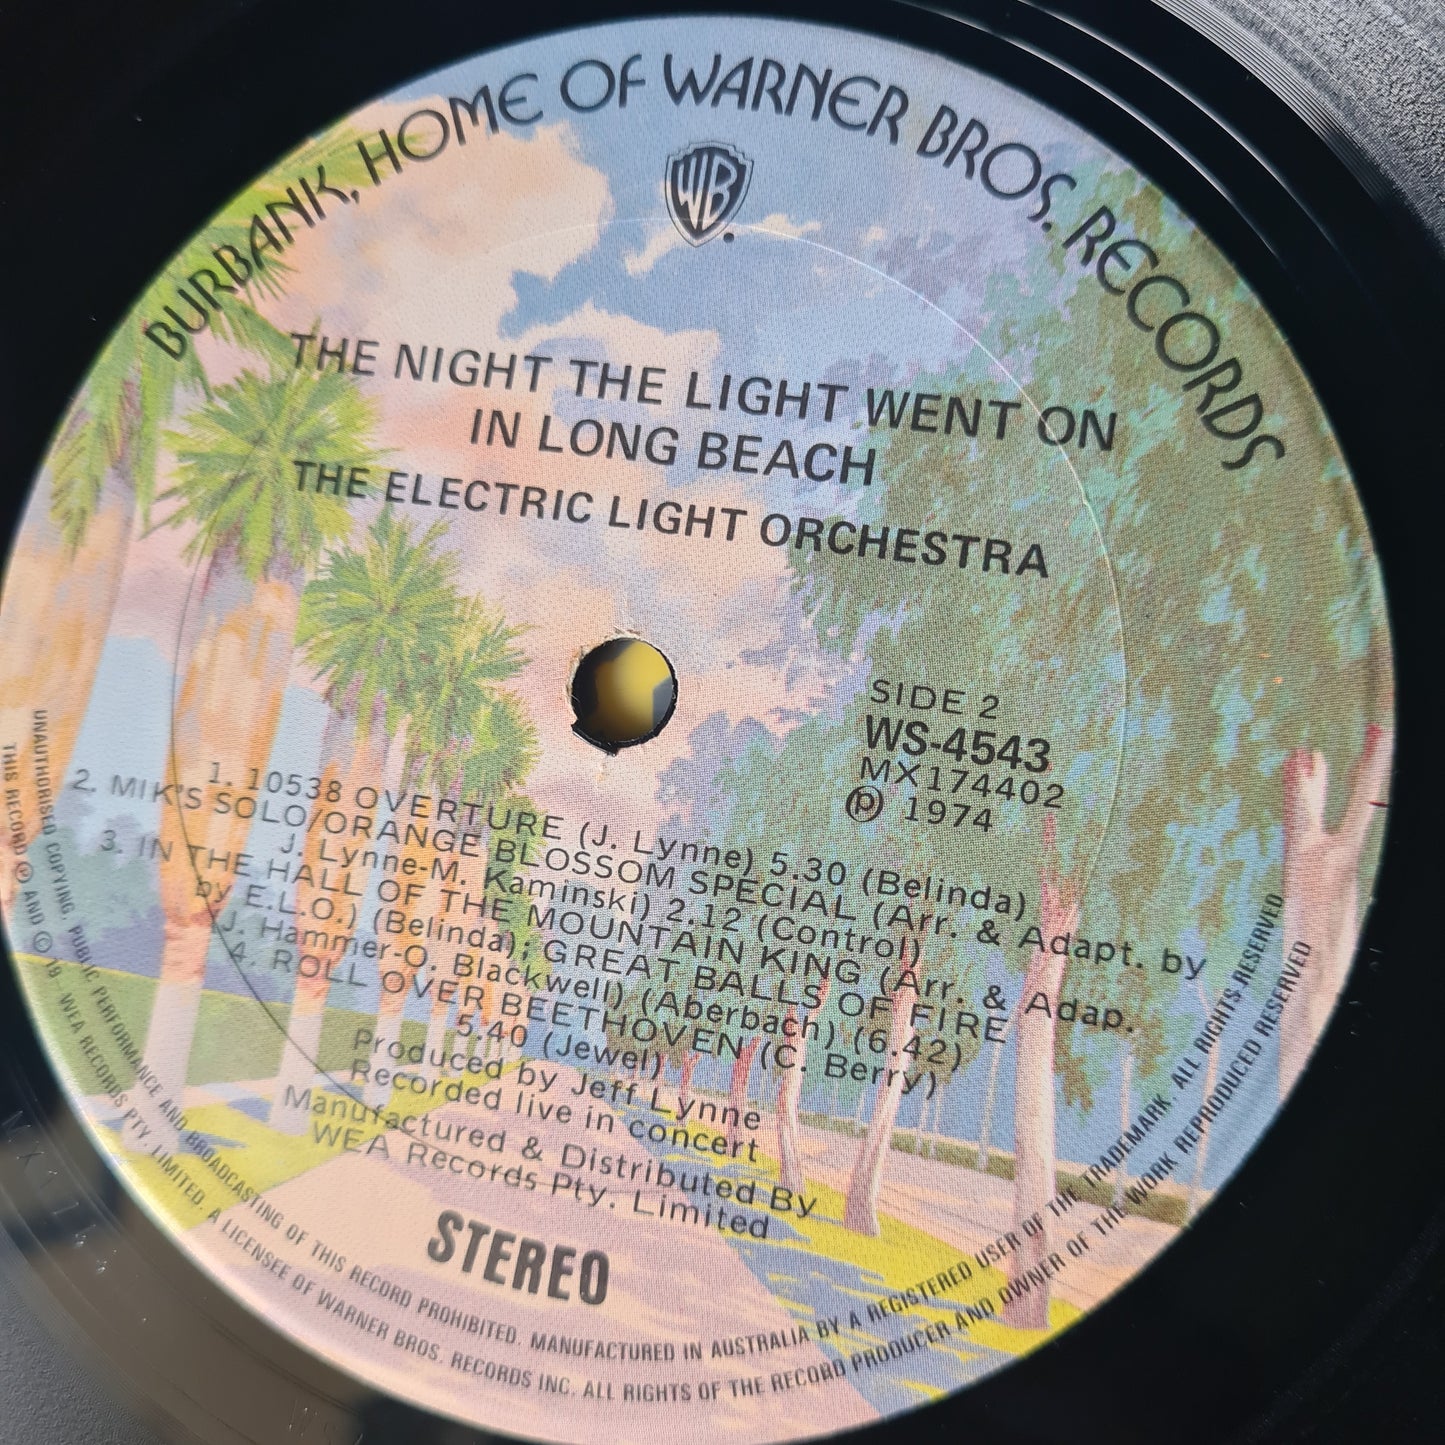 BURBANK, HOME OF WARNER BROS. RECORDS
WB
THE NIGHT THE LIGHT WENT ON
IN LONG BEACH
THE ELECTRIC LIGHT ORCHESTRA
SIDE 2
WS-4543
MX174402
℗ 1974
1. 10538 OVERTURE (J. Lynne) 5.30 (Belinda)
2. MIK'S SOLO/ORANGE BLOSSOM SPECIAL (Arr. & Adapt. by
J. Lynne-M. Kaminski) 2.12 (Control)
3. IN THE HALL OF THE MOUNTAIN KING (Arr. & Adap.
by E.L.O.) (Belinda); GREAT BALLS OF FIRE
J. Hammer-O. Blackwell) (Aberbach) (6.42)
4. ROLL OVER BEETHOVEN (C. Berry)
5.40 (Jewel)
Produced by Jeff Lynne
Recorded live in concert
Manufactured & Distributed By
WEA Records Pty. Limited
STEREO
UNAUTHORISED COPYING, PUBLIC PERFORMANCE AND BROADCASTING OF THIS RECORD PROHIBITED. MANUFACTURED IN AUSTRALIA BY A REGISTERED USER OF THE TRADEMARK. ALL RIGHTS RESERVED
THIS RECORD ℗ AND © 19 WEA RECORDS PTY. LIMITED. A LICENSEE OF WARNER BROS. RECORDS INC. ALL RIGHTS OF THE RECORD PRODUCER AND OWNER OF THE WORK REPRODUCED RESERVED